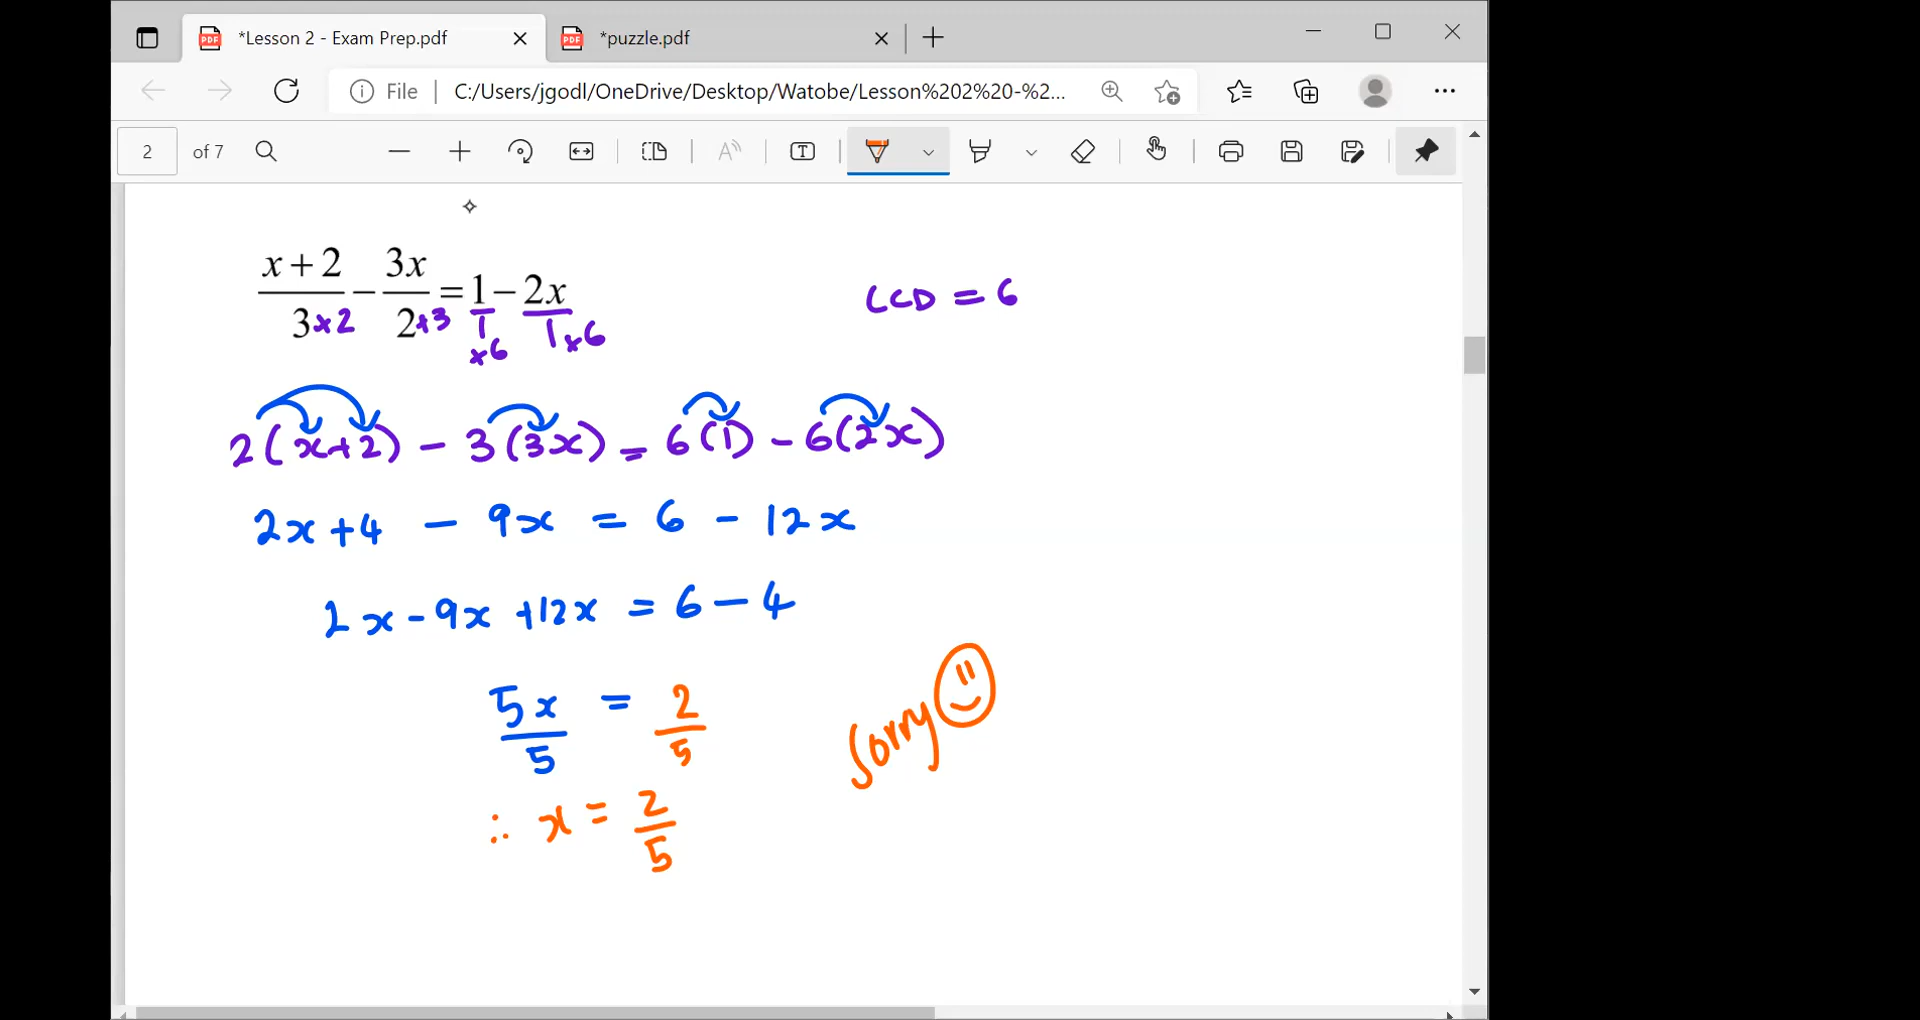 *Lesson 2 - Exam Prep.pdf
*puzzle.pdf
File C:/Users/jgodl/OneDrive/Desktop/Watobe/Lesson%202%20-%2...
2 of 7
x+2/3 - 3x/2 = 1 - 2x
×2 ×3 1 ×6 1 ×6
LCD = 6
2(x+2) - 3(3x) = 6(1) - 6(2x)
2x+4 - 9x = 6 - 12x
2x-9x+12x = 6-4
5x/5 = 2/5
∴ x = 2/5
Sorry